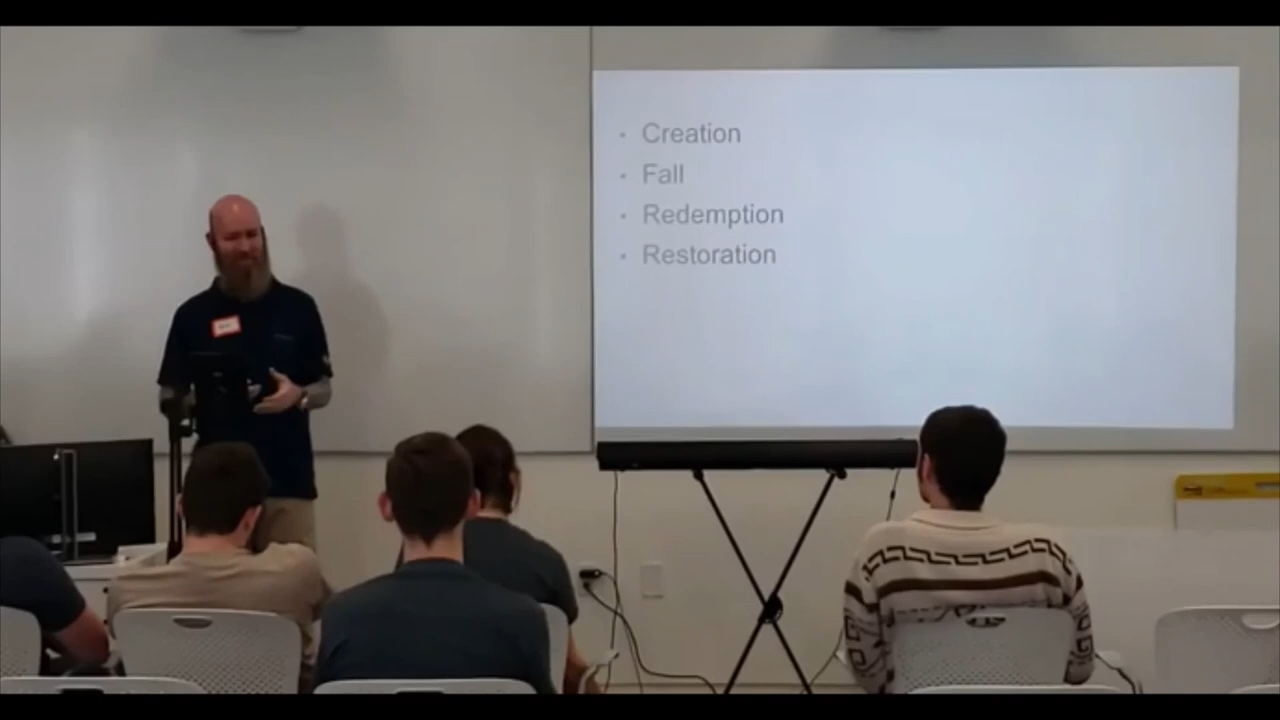 • Creation
• Fall
• Redemption
• Restoration